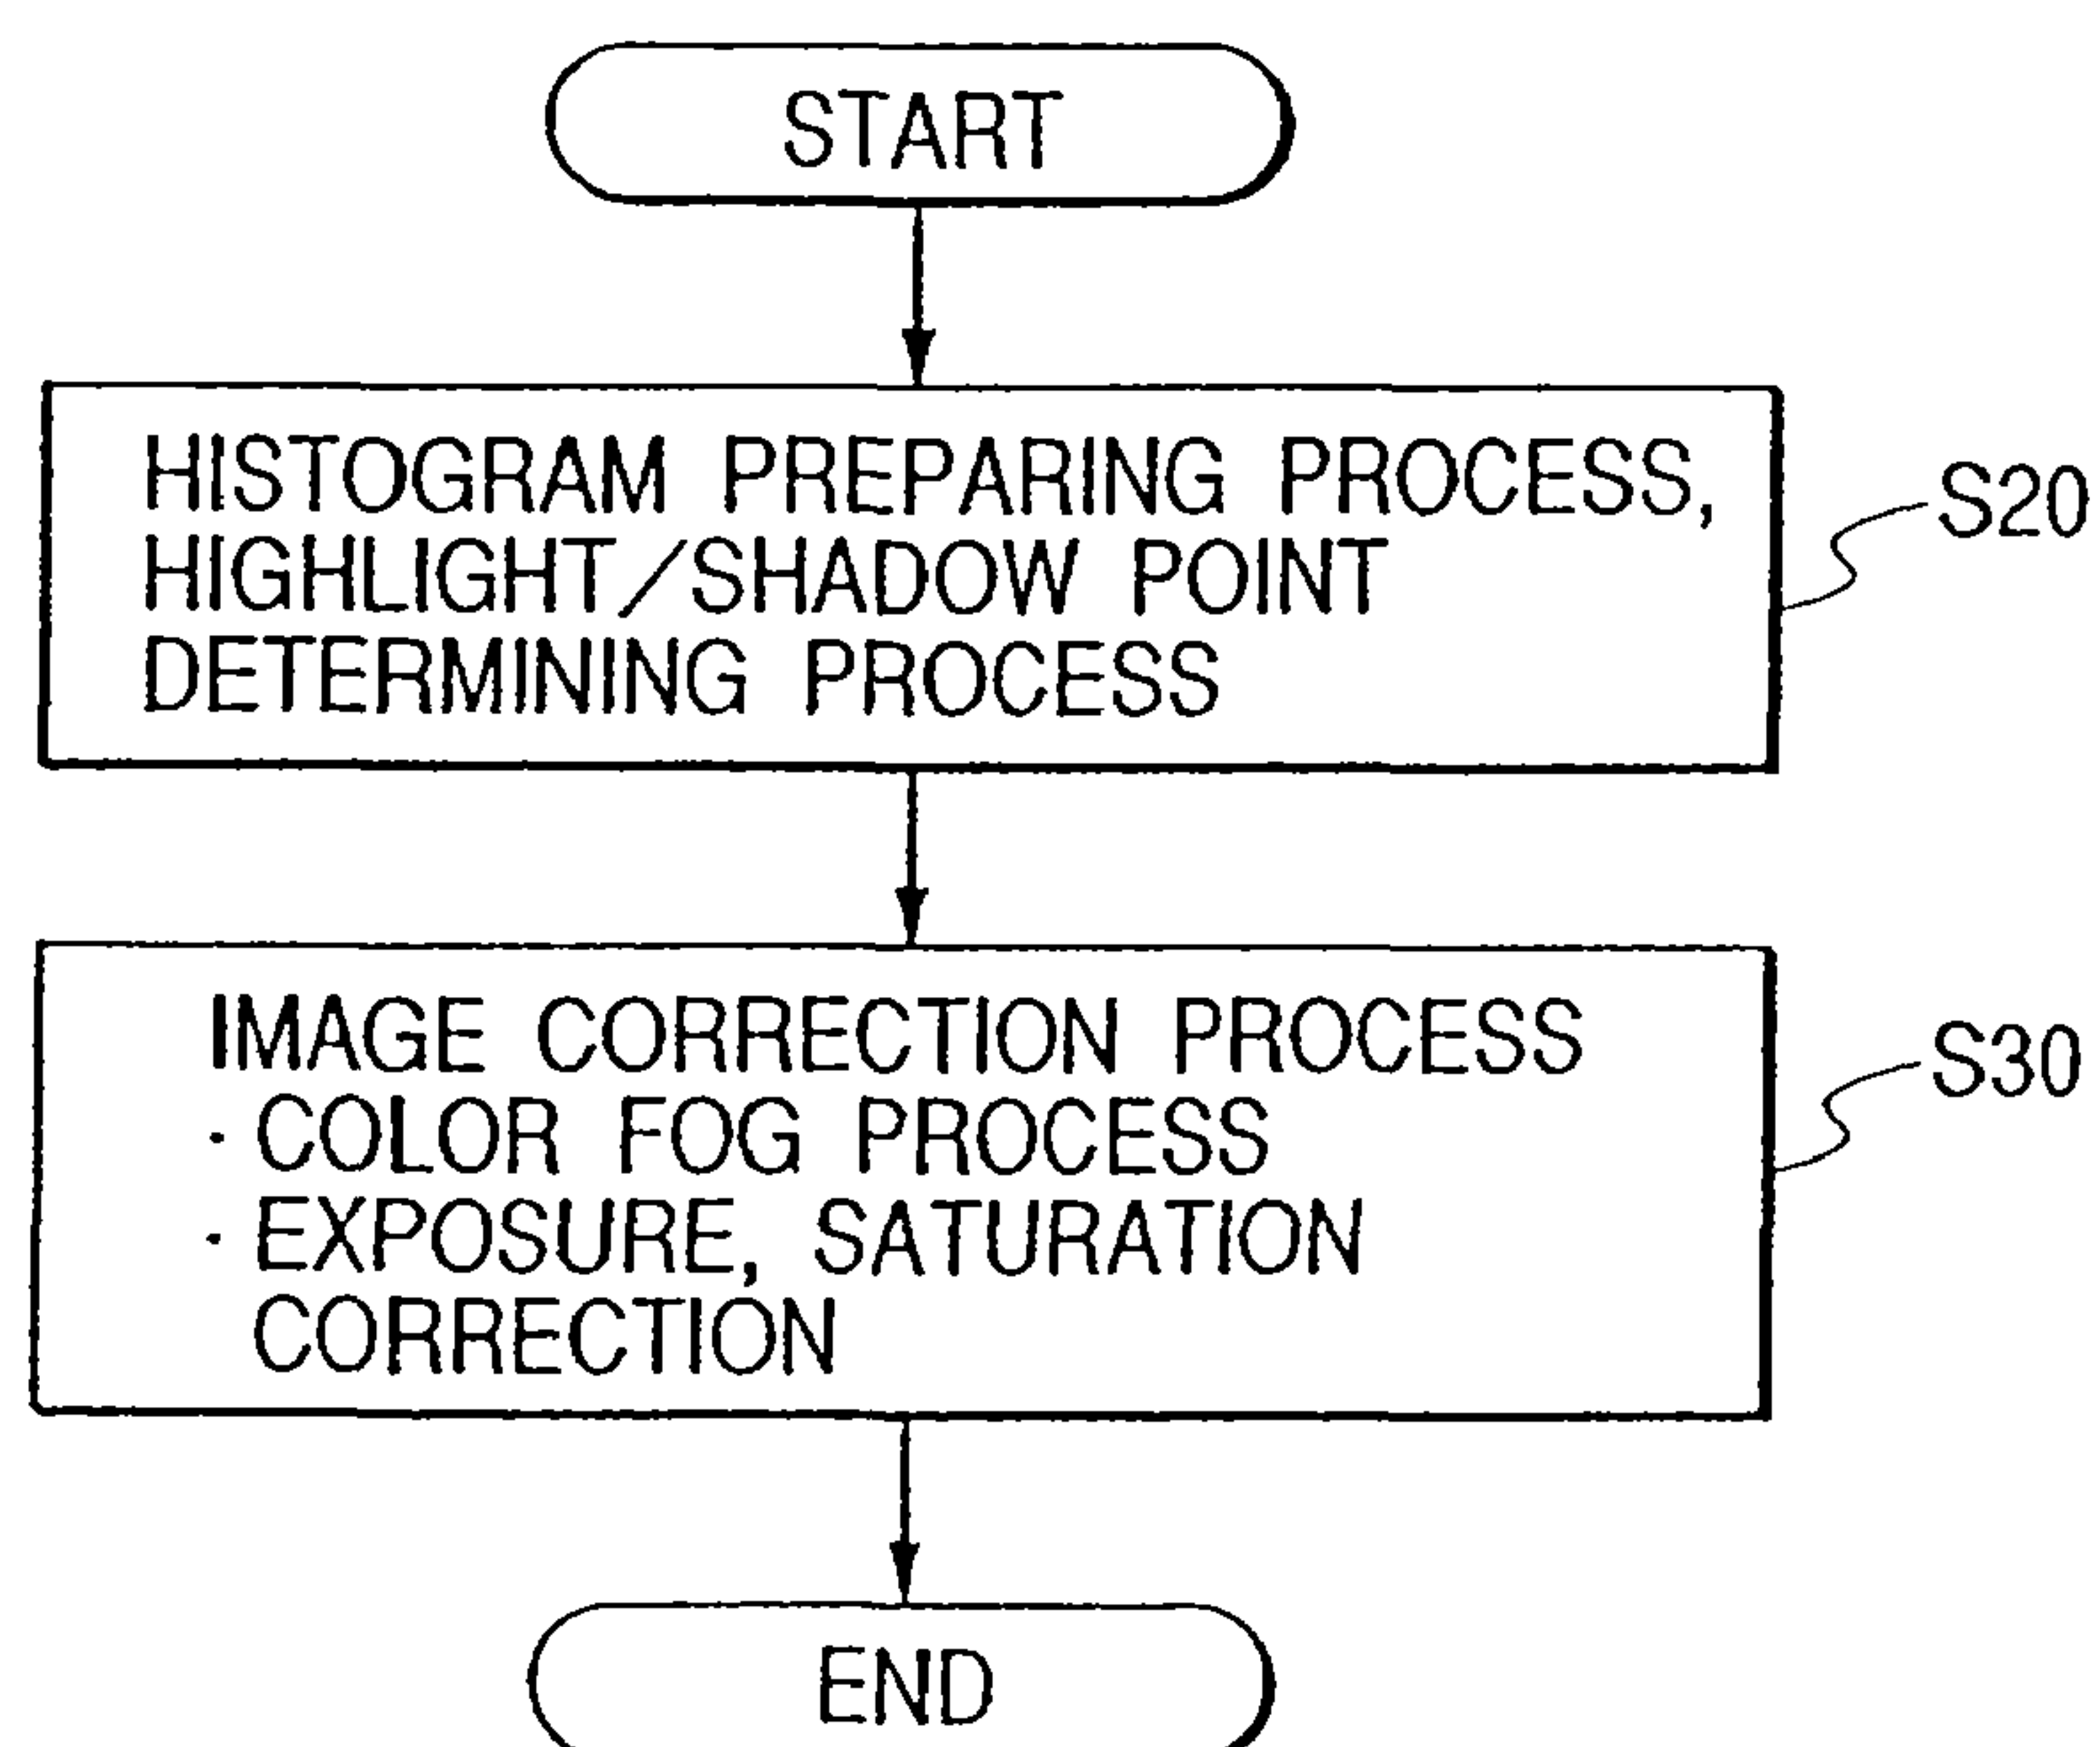 START
HISTOGRAM PREPARING PROCESS,
HIGHLIGHT/SHADOW POINT
DETERMINING PROCESS
S20
IMAGE CORRECTION PROCESS
· COLOR FOG PROCESS
· EXPOSURE, SATURATION
CORRECTION
S30
END